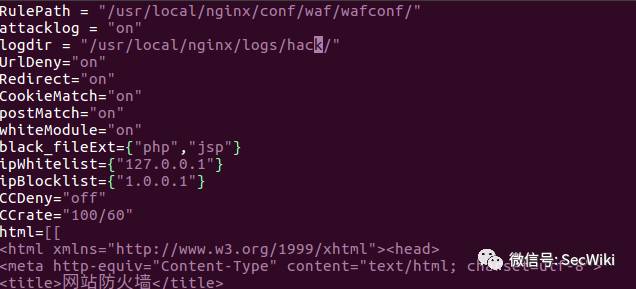 RulePath = "/usr/local/nginx/conf/waf/wafconf/"
attacklog = "on"
logdir = "/usr/local/nginx/logs/hack/"
UrlDeny="on"
Redirect="on"
CookieMatch="on"
postMatch="on"
whiteModule="on"
black_fileExt={"php","jsp"}
ipWhitelist={"127.0.0.1"}
ipBlocklist={"1.0.0.1"}
CCDeny="off"
CCrate="100/60"
html=[[
<html xmlns="http://www.w3.org/1999/xhtml"><head>
<meta http-equiv="Content-Type" content="text/html; charset=utf-8">
<title>网站防火墙</title>
微信号: SecWiki